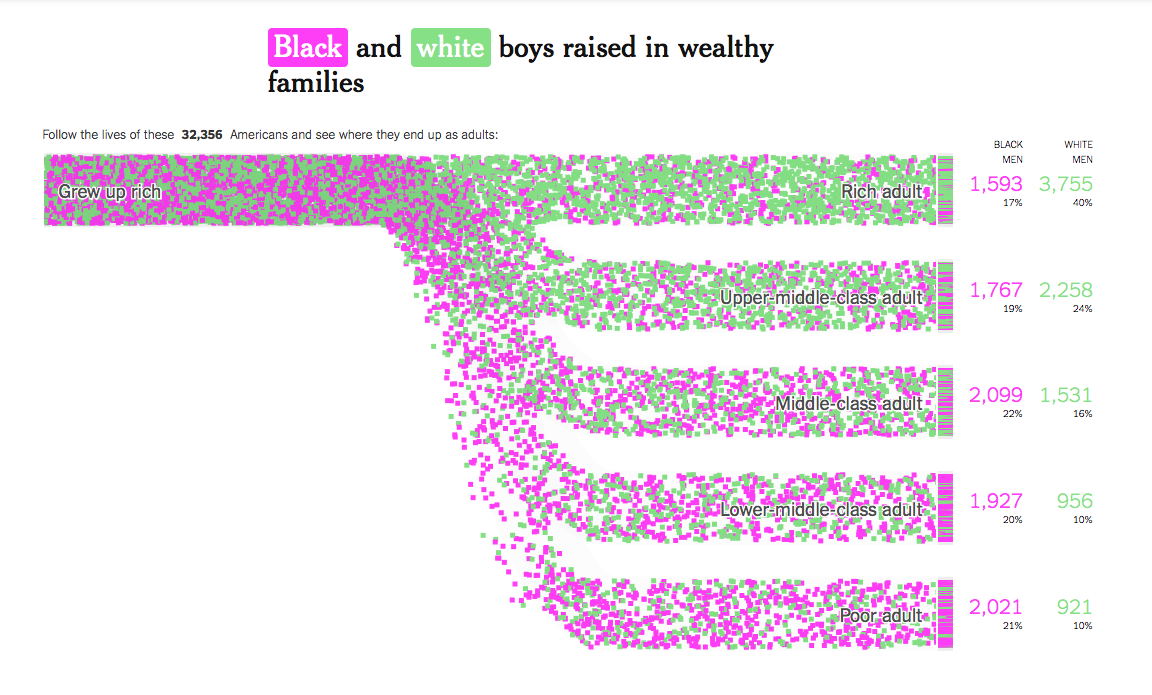 Black and white boys raised in wealthy
families
Follow the lives of these 32,356 Americans and see where they end up as adults:
BLACK MEN
WHITE MEN
Grew up rich
Rich adult
1,593 3,755
17% 40%
Upper-middle-class adult
1,767 2,258
19% 24%
Middle-class adult
2,099 1,531
22% 16%
Lower-middle-class adult
1,927 956
20% 10%
Poor adult
2,021 921
21% 10%